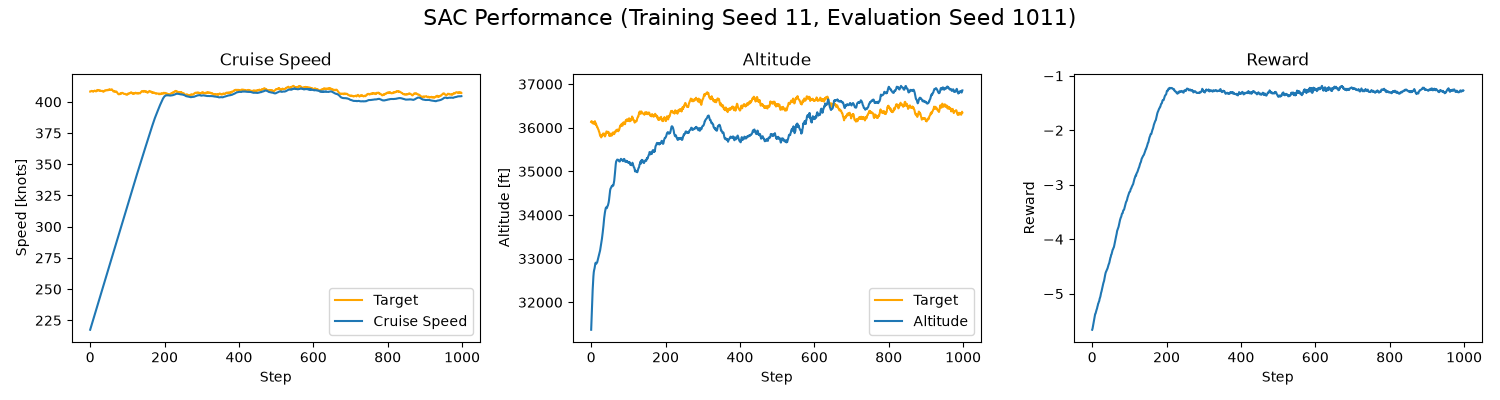 SAC Performance (Training Seed 11, Evaluation Seed 1011)
Cruise Speed
Speed [knots]
400
375
350
325
300
275
250
225
0 200 400 600 800 1000
Step
Target
Cruise Speed
Altitude
Altitude [ft]
37000
36000
35000
34000
33000
32000
0 200 400 600 800 1000
Step
Target
Altitude
Reward
Reward
−1
−2
−3
−4
−5
0 200 400 600 800 1000
Step